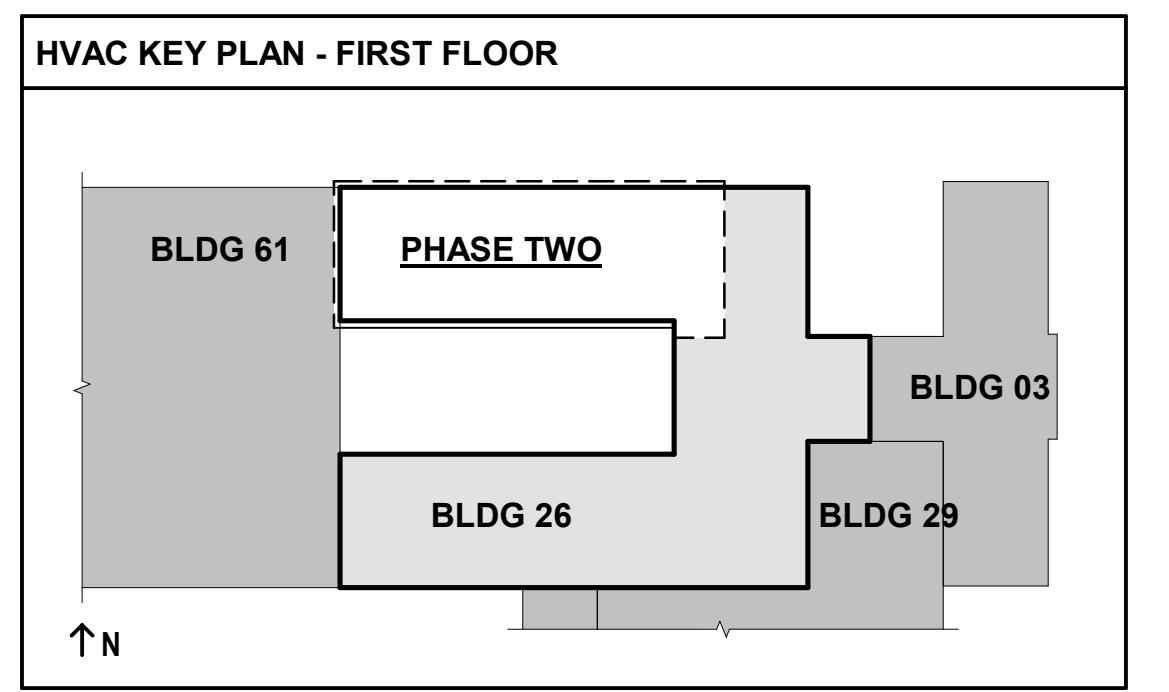 HVAC KEY PLAN - FIRST FLOOR
BLDG 61
PHASE TWO
BLDG 03
BLDG 26
BLDG 29
N